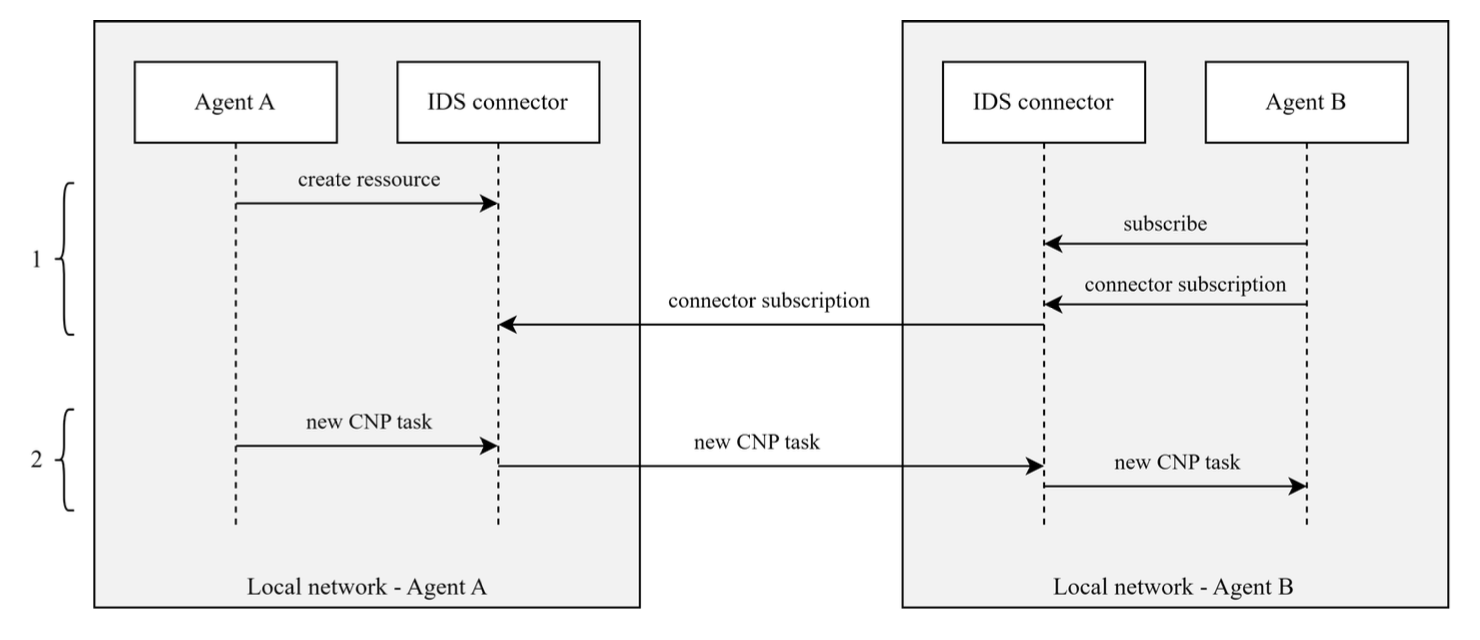 Agent A
IDS connector
IDS connector
Agent B
create ressource
subscribe
1
connector subscription
connector subscription
new CNP task
new CNP task
2
new CNP task
Local network - Agent A
Local network - Agent B